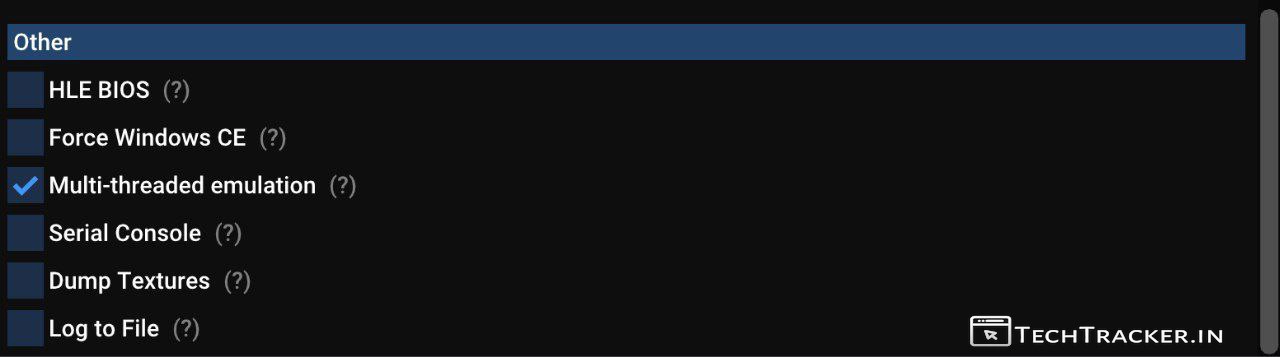 Other
HLE BIOS (?)
Force Windows CE (?)
Multi-threaded emulation (?)
Serial Console (?)
Dump Textures (?)
Log to File (?)
TECHTRACKER.IN